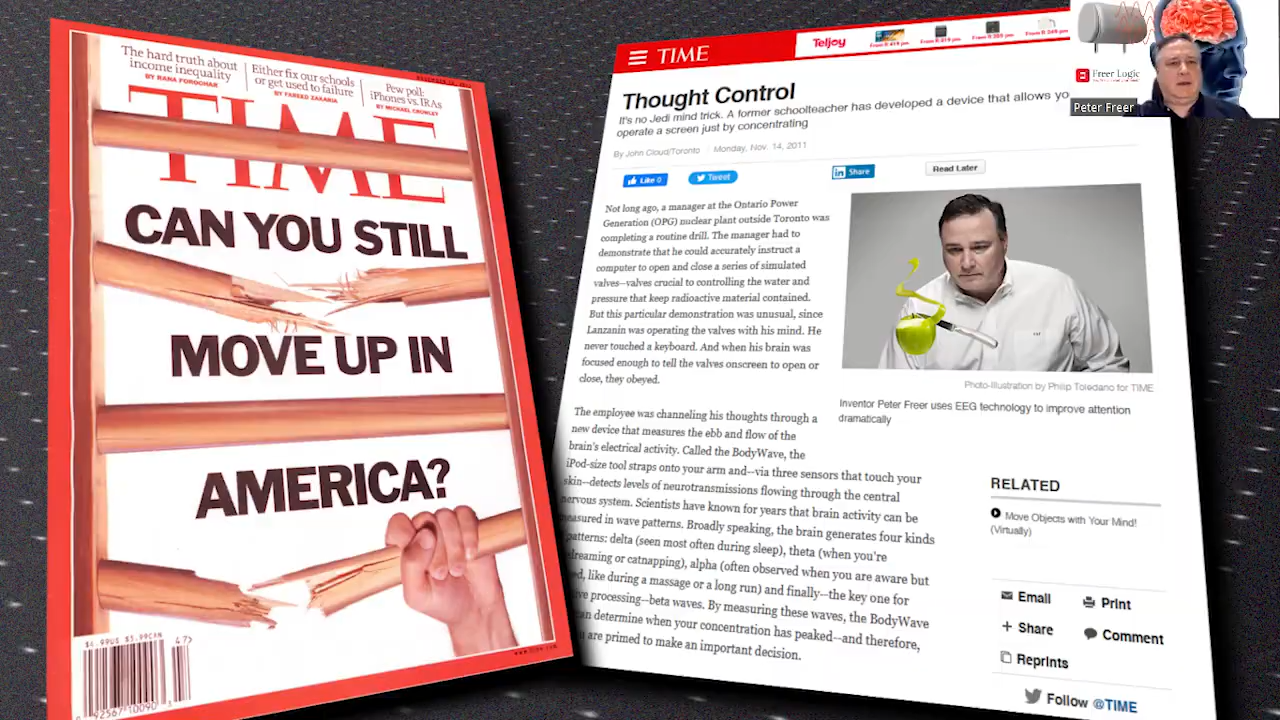 The hard truth about
income inequality
BY RANA FOROOHAR
Either fix our schools
or get used to failure
BY FAREED ZAKARIA
Pew poll:
iPhones vs. IRAs
BY MICHAEL CROWLEY
TIME
CAN YOU STILL
MOVE UP IN
AMERICA?
$4.99US $5.99CAN
47>
www.time.com
TIME
Teljoy
Thought Control
It's no Jedi mind trick. A former schoolteacher has developed a device that allows yo
operate a screen just by concentrating
By John Cloud/Toronto
Monday, Nov. 14, 2011
Like 0
Tweet
in Share
Read Later
Not long ago, a manager at the Ontario Power
Generation (OPG) nuclear plant outside Toronto was
completing a routine drill. The manager had to
demonstrate that he could accurately instruct a
computer to open and close a series of simulated
valves--valves crucial to controlling the water and
pressure that keep radioactive material contained.
But this particular demonstration was unusual, since
Lanzanin was operating the valves with his mind. He
never touched a keyboard. And when his brain was
focused enough to tell the valves onscreen to open or
close, they obeyed.
The employee was channeling his thoughts through a
new device that measures the ebb and flow of the
brain's electrical activity. Called the BodyWave, the
iPod-size tool straps onto your arm and--via three sensors that touch your
skin--detects levels of neurotransmissions flowing through the central
nervous system. Scientists have known for years that brain activity can be
measured in wave patterns. Broadly speaking, the brain generates four kinds
patterns: delta (seen most often during sleep), theta (when you're
dreaming or catnapping), alpha (often observed when you are aware but
ed, like during a massage or a long run) and finally--the key one for
ve processing--beta waves. By measuring these waves, the BodyWave
can determine when your concentration has peaked--and therefore,
are primed to make an important decision.
Photo-Illustration by Philip Toledano for TIME
Inventor Peter Freer uses EEG technology to improve attention
dramatically
RELATED
Move Objects with Your Mind!
(Virtually)
Email
Print
+ Share
Comment
Reprints
Follow @TIME
Freer Logic
Peter Freer